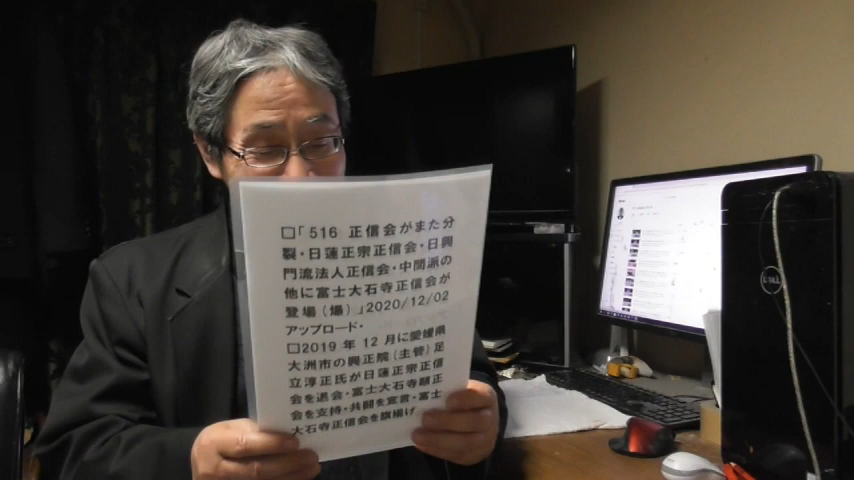 □「516 正信会がまた分
裂・日蓮正宗正信会・日興
門流法人正信会・中間派の
他に富士大石寺正信会が
登場(爆)」2020/12/02
アップロード・
□2019 年 12 月に愛媛県
大洲市の興正院(主管)足
立淳正氏が日蓮正宗正信
会を退会・富士大石寺顕正
会を支持・共闘を宣言・富士
大石寺正信会を旗揚げ
DELL